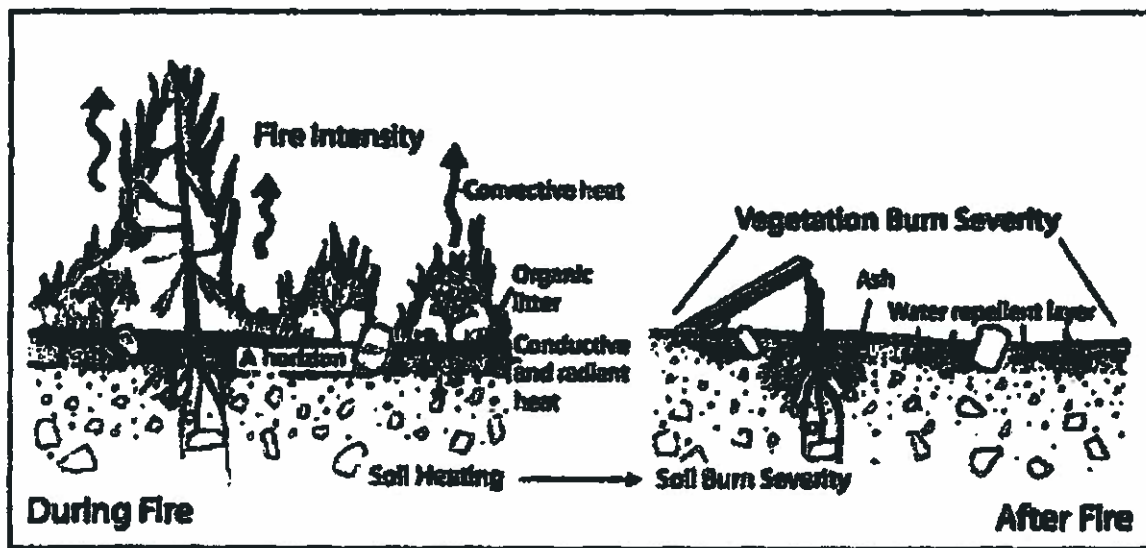 Fire Intensity
Convective heat
Organic
litter
A horizon
Conductive
and radiant
heat
Soil Heating
During Fire
Vegetation Burn Severity
Ash
Water repellent layer
Soil Burn Severity
After Fire